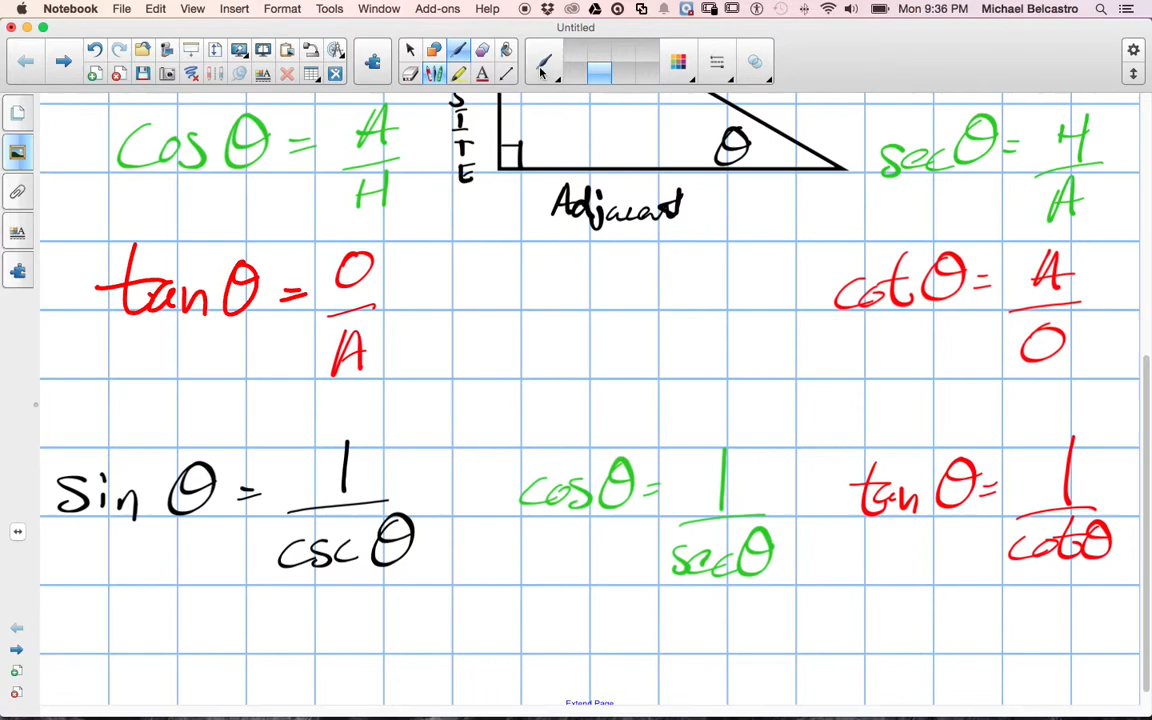 Notebook File Edit View Insert Format Tools Window Add-ons Help Mon 9:36 PM Michael Belcastro
Untitled
cos θ = A/H
S
I
T
E
θ
sec θ = H/A
Adjacent
tan θ = O/A
cot θ = A/O
sin θ = 1/csc θ
cos θ = 1/sec θ
tan θ = 1/cot θ
Extend Page